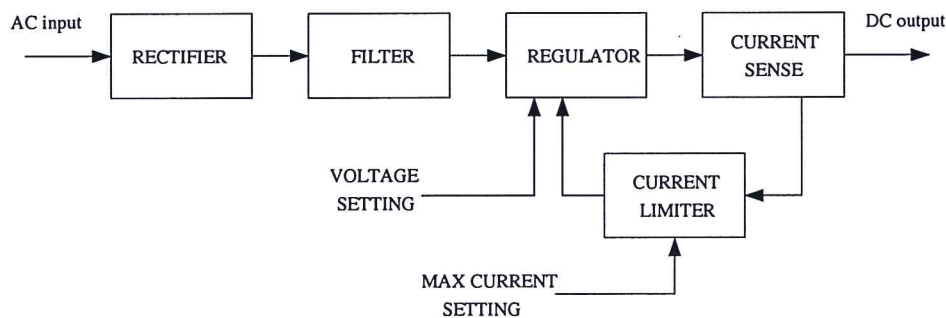 AC input
DC output
RECTIFIER
FILTER
REGULATOR
CURRENT
SENSE
VOLTAGE
SETTING
CURRENT
LIMITER
MAX CURRENT
SETTING